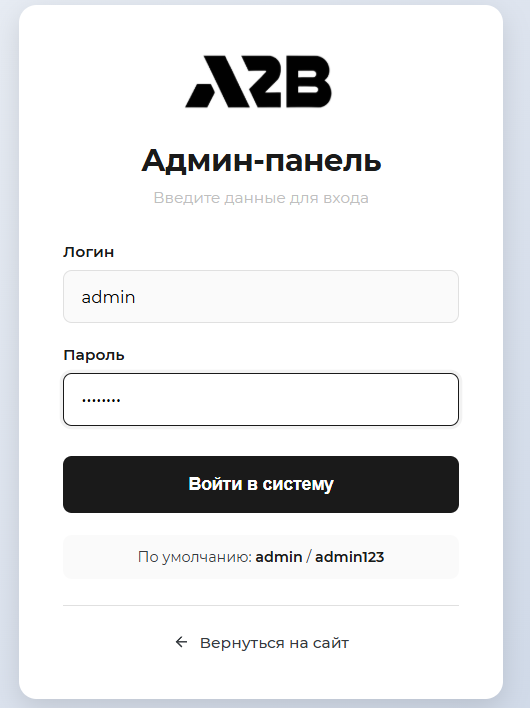 A2B
Админ-панель
Введите данные для входа
Логин
admin
Пароль
••••••••
Войти в систему
По умолчанию: admin / admin123
← Вернуться на сайт